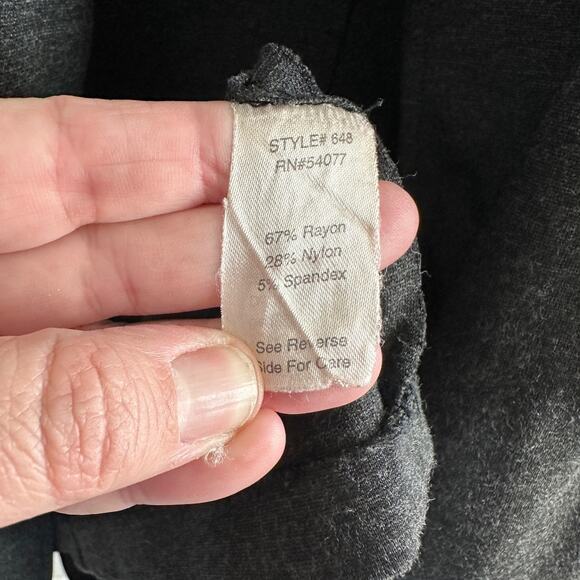 STYLE# 648
RN#54077
67% Rayon
28% Nylon
5% Spandex
See Reverse
Side For Care